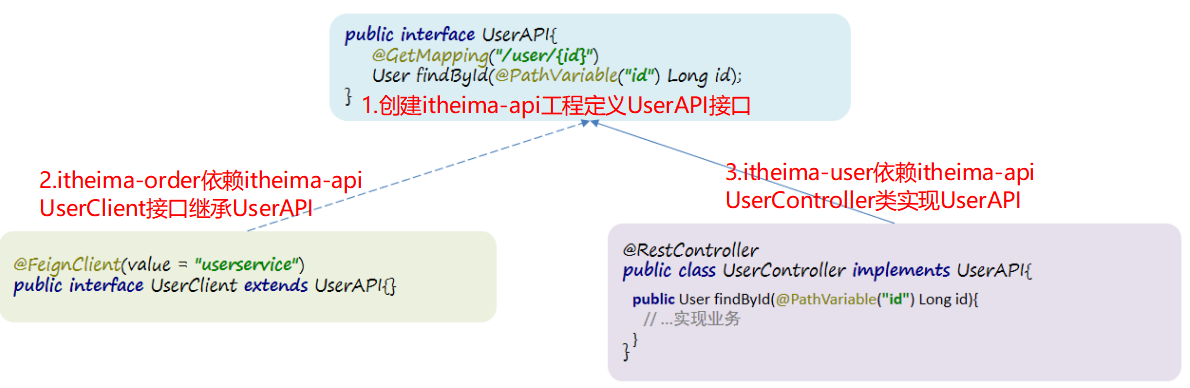 public interface UserAPI{
@GetMapping("/user/{id}")
User findById(@PathVariable("id") Long id);
}
1.创建itheima-api工程定义UserAPI接口
2.itheima-order依赖itheima-api
UserClient接口继承UserAPI
3.itheima-user依赖itheima-api
UserController类实现UserAPI
@FeignClient(value = "userservice")
public interface UserClient extends UserAPI{}
@RestController
public class UserController implements UserAPI{
public User findById(@PathVariable("id") Long id){
// ...实现业务
}
}